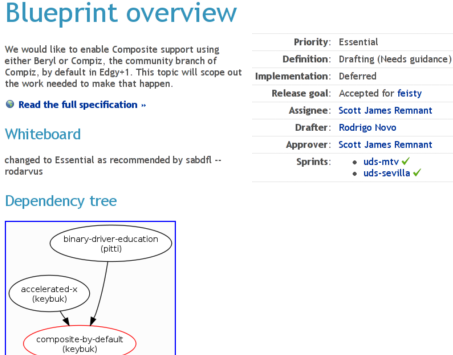 Blueprint overview
We would like to enable Composite support using
either Beryl or Compiz, the community branch of
Compiz, by default in Edgy+1. This topic will scope out
the work needed to make that happen.
Read the full specification »
Whiteboard
changed to Essential as recommended by sabdfl --
rodarvus
Dependency tree
binary-driver-education
(pitti)
accelerated-x
(keybuk)
composite-by-default
(keybuk)
Priority: Essential
Definition: Drafting (Needs guidance)
Implementation: Deferred
Release goal: Accepted for feisty
Assignee: Scott James Remnant
Drafter: Rodrigo Novo
Approver: Scott James Remnant
Sprints: • uds-mtv ✓
• uds-sevilla ✓